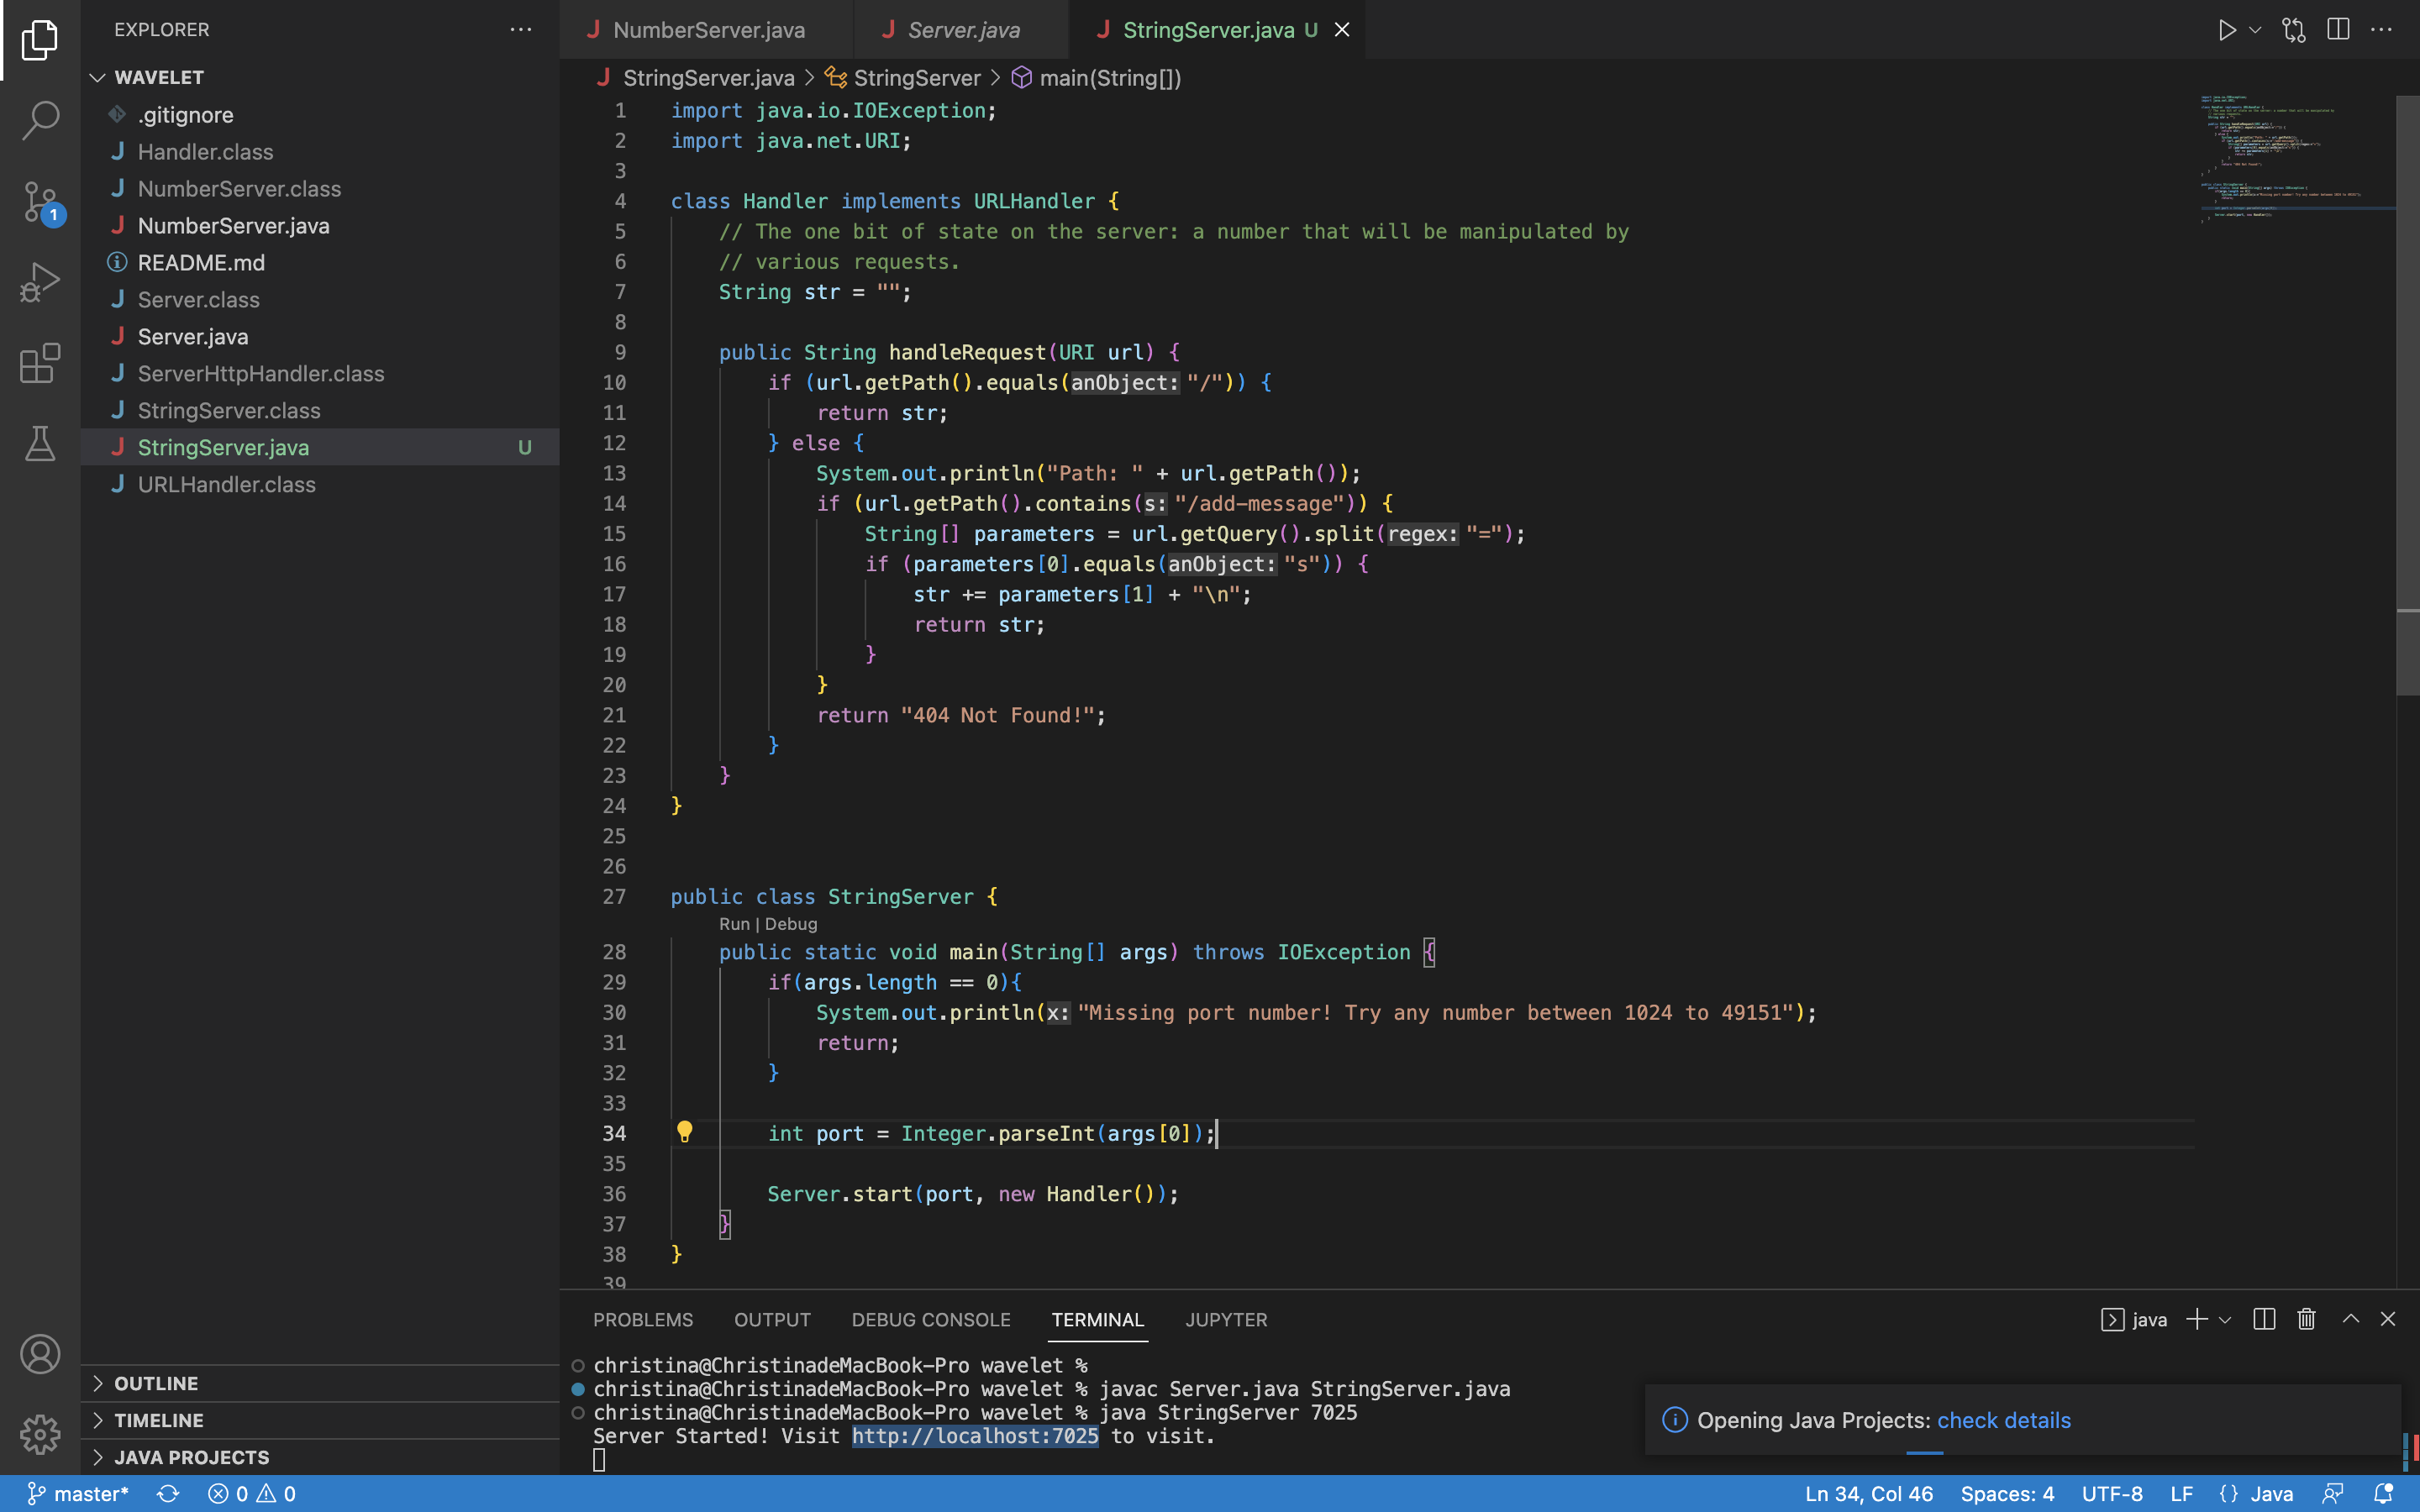 EXPLORER
WAVELET
.gitignore
Handler.class
NumberServer.class
NumberServer.java
README.md
Server.class
Server.java
ServerHttpHandler.class
StringServer.class
StringServer.java U
URLHandler.class
OUTLINE
TIMELINE
JAVA PROJECTS
1
NumberServer.java Server.java StringServer.java U
StringServer.java > StringServer > main(String[])
1 import java.io.IOException;
2 import java.net.URI;
3
4 class Handler implements URLHandler {
5 // The one bit of state on the server: a number that will be manipulated by
6 // various requests.
7 String str = "";
8
9 public String handleRequest(URI url) {
10 if (url.getPath().equals(anObject: "/")) {
11 return str;
12 } else {
13 System.out.println("Path: " + url.getPath());
14 if (url.getPath().contains(s: "/add-message")) {
15 String[] parameters = url.getQuery().split(regex: "=");
16 if (parameters[0].equals(anObject: "s")) {
17 str += parameters[1] + "\n";
18 return str;
19 }
20 }
21 return "404 Not Found!";
22 }
23 }
24 }
25
26
27 public class StringServer {
Run | Debug
28 public static void main(String[] args) throws IOException {
29 if(args.length == 0){
30 System.out.println(x: "Missing port number! Try any number between 1024 to 49151");
31 return;
32 }
33
34 int port = Integer.parseInt(args[0]);
35
36 Server.start(port, new Handler());
37 }
38 }
39
PROBLEMS OUTPUT DEBUG CONSOLE TERMINAL JUPYTER
java
christina@ChristinadeMacBook-Pro wavelet %
christina@ChristinadeMacBook-Pro wavelet % javac Server.java StringServer.java
christina@ChristinadeMacBook-Pro wavelet % java StringServer 7025
Server Started! Visit http://localhost:7025 to visit.
Opening Java Projects: check details
master* 0 0 Ln 34, Col 46 Spaces: 4 UTF-8 LF {} Java